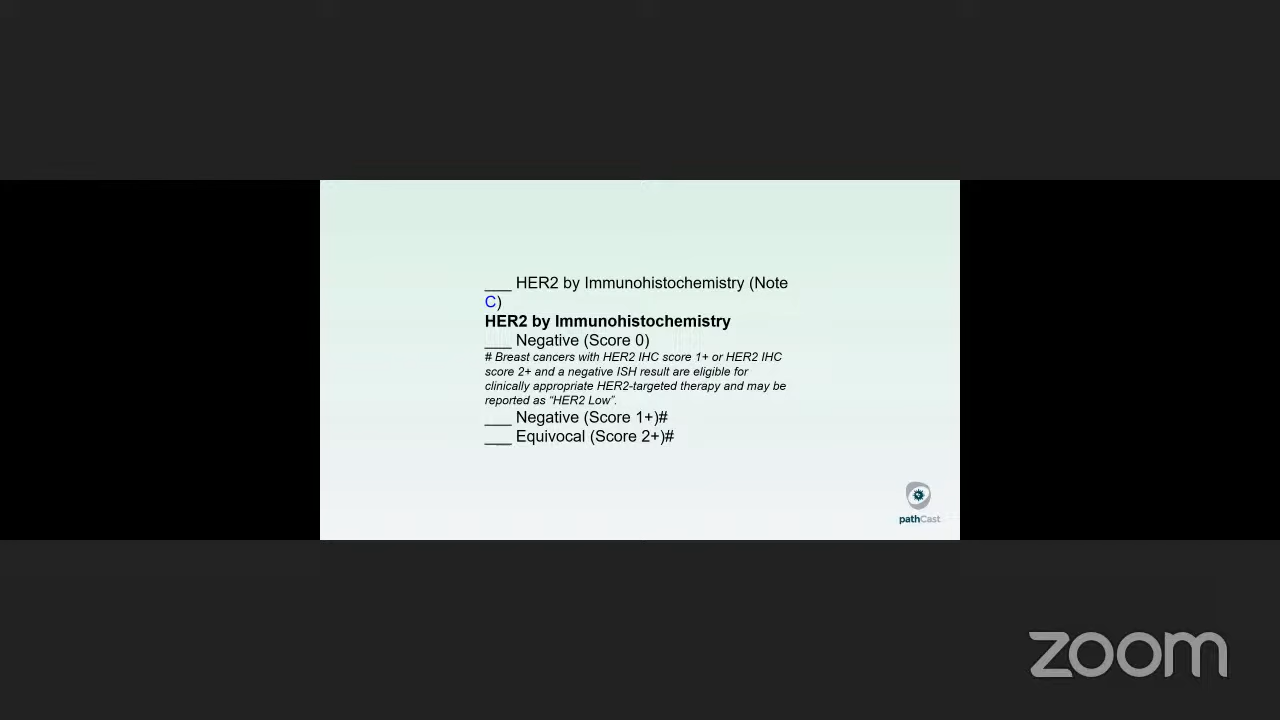 ___ HER2 by Immunohistochemistry (Note
C)
HER2 by Immunohistochemistry
___ Negative (Score 0)
# Breast cancers with HER2 IHC score 1+ or HER2 IHC
score 2+ and a negative ISH result are eligible for
clinically appropriate HER2-targeted therapy and may be
reported as “HER2 Low”.
___ Negative (Score 1+)#
___ Equivocal (Score 2+)#
pathCast
zoom